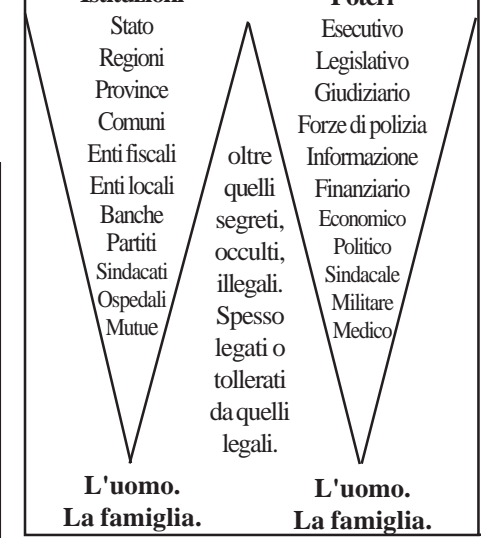 Istituzioni
Stato
Regioni
Province
Comuni
Enti fiscali
Enti locali
Banche
Partiti
Sindacati
Ospedali
Mutue
L'uomo.
La famiglia.
oltre
quelli
segreti,
occulti,
illegali.
Spesso
legati o
tollerati
da quelli
legali.
Poteri
Esecutivo
Legislativo
Giudiziario
Forze di polizia
Informazione
Finanziario
Economico
Politico
Sindacale
Militare
Medico
L'uomo.
La famiglia.